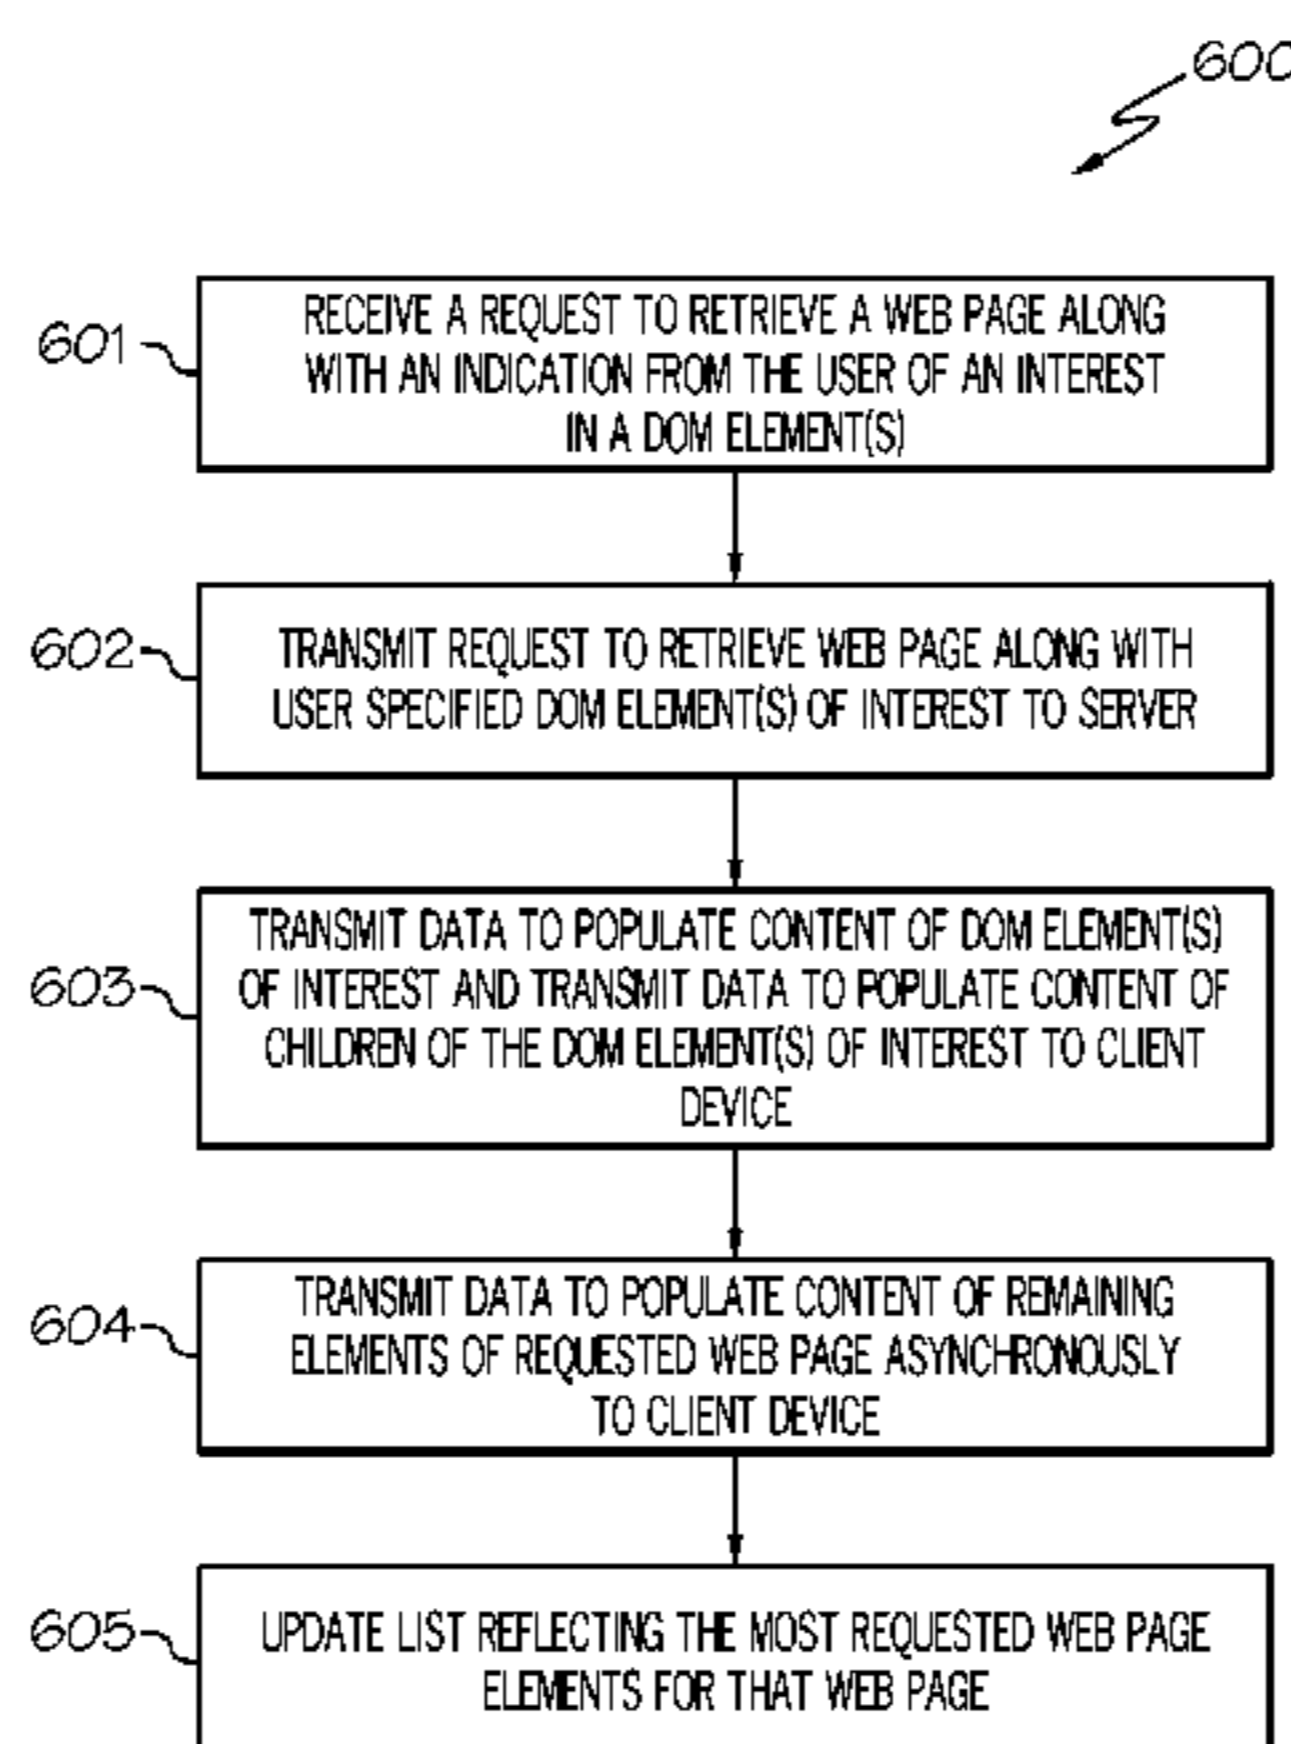 600
601
RECEIVE A REQUEST TO RETRIEVE A WEB PAGE ALONG
WITH AN INDICATION FROM THE USER OF AN INTEREST
IN A DOM ELEMENT(S)
602
TRANSMIT REQUEST TO RETRIEVE WEB PAGE ALONG WITH
USER SPECIFIED DOM ELEMENT(S) OF INTEREST TO SERVER
603
TRANSMIT DATA TO POPULATE CONTENT OF DOM ELEMENT(S)
OF INTEREST AND TRANSMIT DATA TO POPULATE CONTENT OF
CHILDREN OF THE DOM ELEMENT(S) OF INTEREST TO CLIENT
DEVICE
604
TRANSMIT DATA TO POPULATE CONTENT OF REMAINING
ELEMENTS OF REQUESTED WEB PAGE ASYNCHRONOUSLY
TO CLIENT DEVICE
605
UPDATE LIST REFLECTING THE MOST REQUESTED WEB PAGE
ELEMENTS FOR THAT WEB PAGE